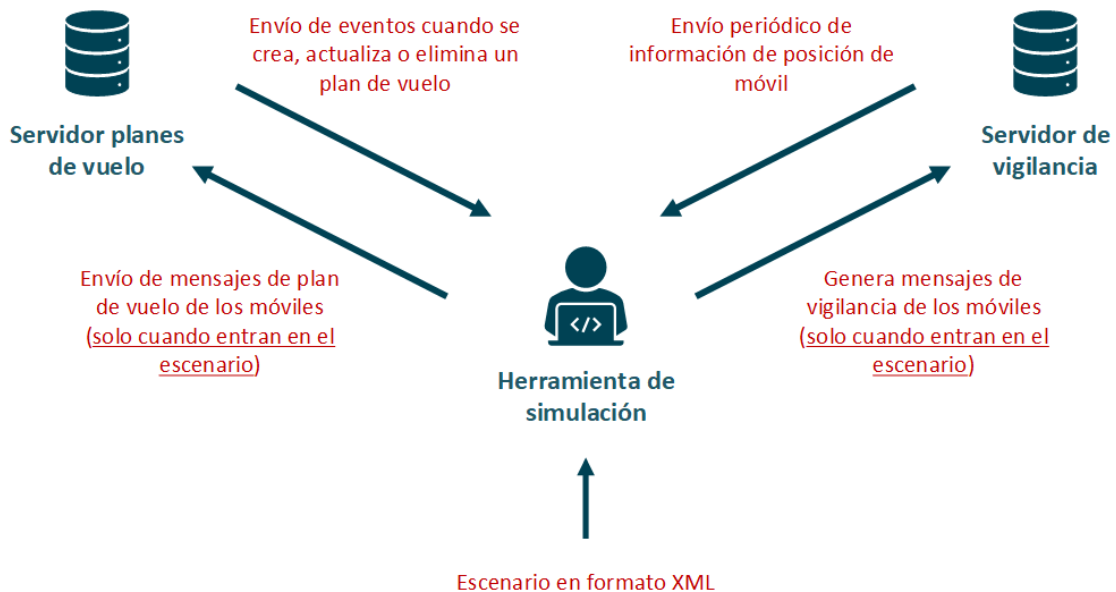 Envío de eventos cuando se
crea, actualiza o elimina un
plan de vuelo
Envío periódico de
información de posición de
móvil
Servidor planes
de vuelo
Servidor de
vigilancia
Envío de mensajes de plan
de vuelo de los móviles
(solo cuando entran en el
escenario)
Genera mensajes de
vigilancia de los móviles
(solo cuando entran en el
escenario)
</>
Herramienta de
simulación
Escenario en formato XML